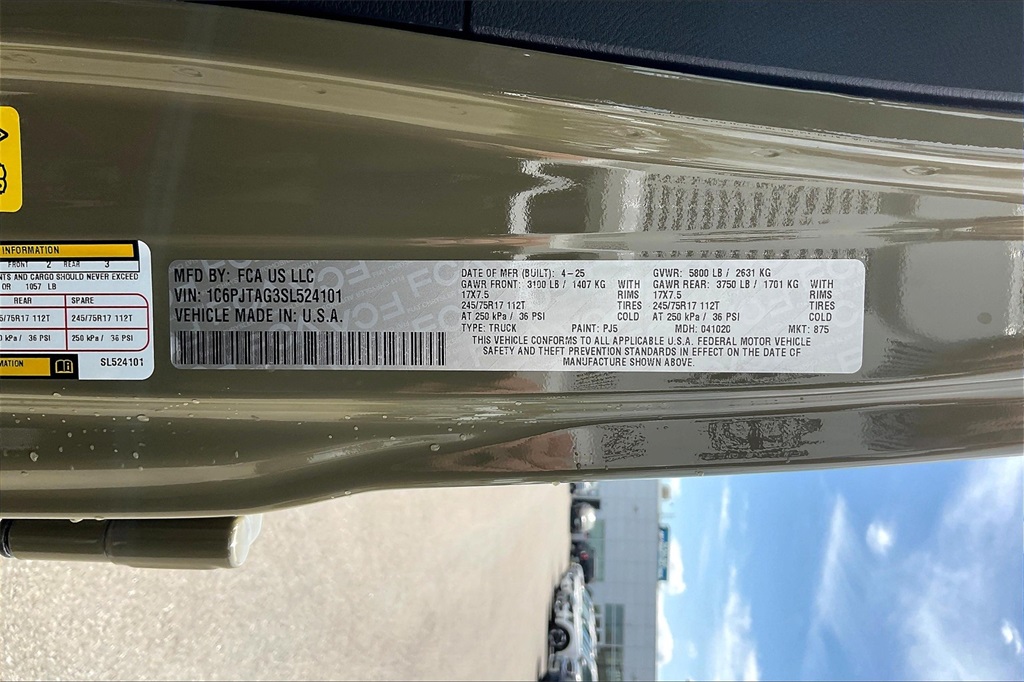 INFORMATION
FRONT 2 REAR 3
NTS AND CARGO SHOULD NEVER EXCEED
OR 1057 LB
REAR SPARE
5/75R17 112T 245/75R17 112T
kPa / 36 PSI 250 kPa / 36 PSI
SL524101
MFD BY: FCA US LLC
VIN: 1C6PJTAG3SL524101
VEHICLE MADE IN U.S.A.
DATE OF MFR (BUILT): 4-25 GVWR: 5800 LB / 2631 KG
GAWR FRONT: 3100 LB / 1407 KG WITH GAWR REAR: 3750 LB / 1701 KG WITH
17X7.5 RIMS 17X7.5 RIMS
245/75R17 112T TIRES 245/75R17 112T TIRES
AT 250 kPa / 36 PSI COLD AT 250 kPa / 36 PSI COLD
TYPE: TRUCK PAINT: PJ5 MDH: 041020 MKT: 875
THIS VEHICLE CONFORMS TO ALL APPLICABLE U.S.A. FEDERAL MOTOR VEHICLE
SAFETY AND THEFT PREVENTION STANDARDS IN EFFECT ON THE DATE OF
MANUFACTURE SHOWN ABOVE.